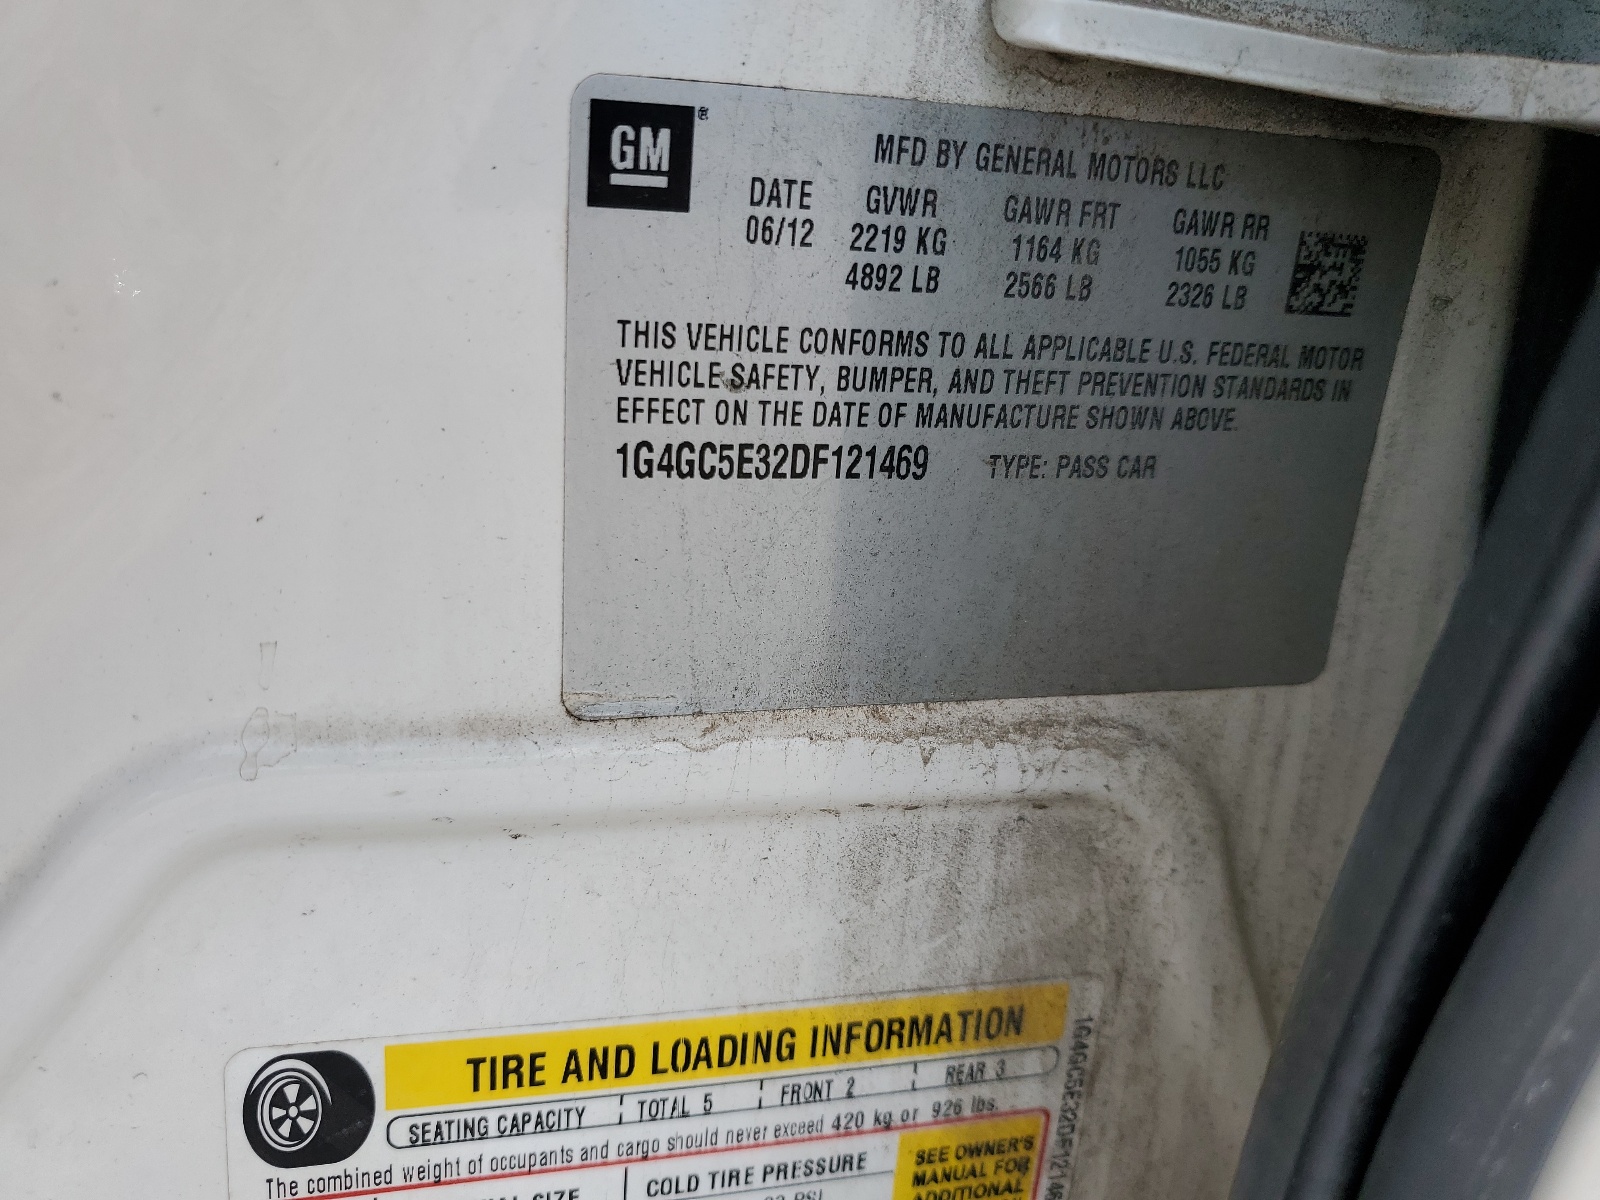 GM®
MFD BY GENERAL MOTORS LLC
DATE GVWR GAWR FRT GAWR RR
06/12 2219 KG 1164 KG 1055 KG
4892 LB 2566 LB 2326 LB
THIS VEHICLE CONFORMS TO ALL APPLICABLE U.S. FEDERAL MOTOR
VEHICLE SAFETY, BUMPER, AND THEFT PREVENTION STANDARDS IN
EFFECT ON THE DATE OF MANUFACTURE SHOWN ABOVE.
1G4GC5E32DF121469 TYPE: PASS CAR
TIRE AND LOADING INFORMATION
SEATING CAPACITY TOTAL 5 FRONT 2 REAR 3
The combined weight of occupants and cargo should never exceed 420 kg or 926 lbs.
SIZE COLD TIRE PRESSURE
PSI
SEE OWNER'S
MANUAL FOR
ADDITIONAL
1G4GC5E32DF12146